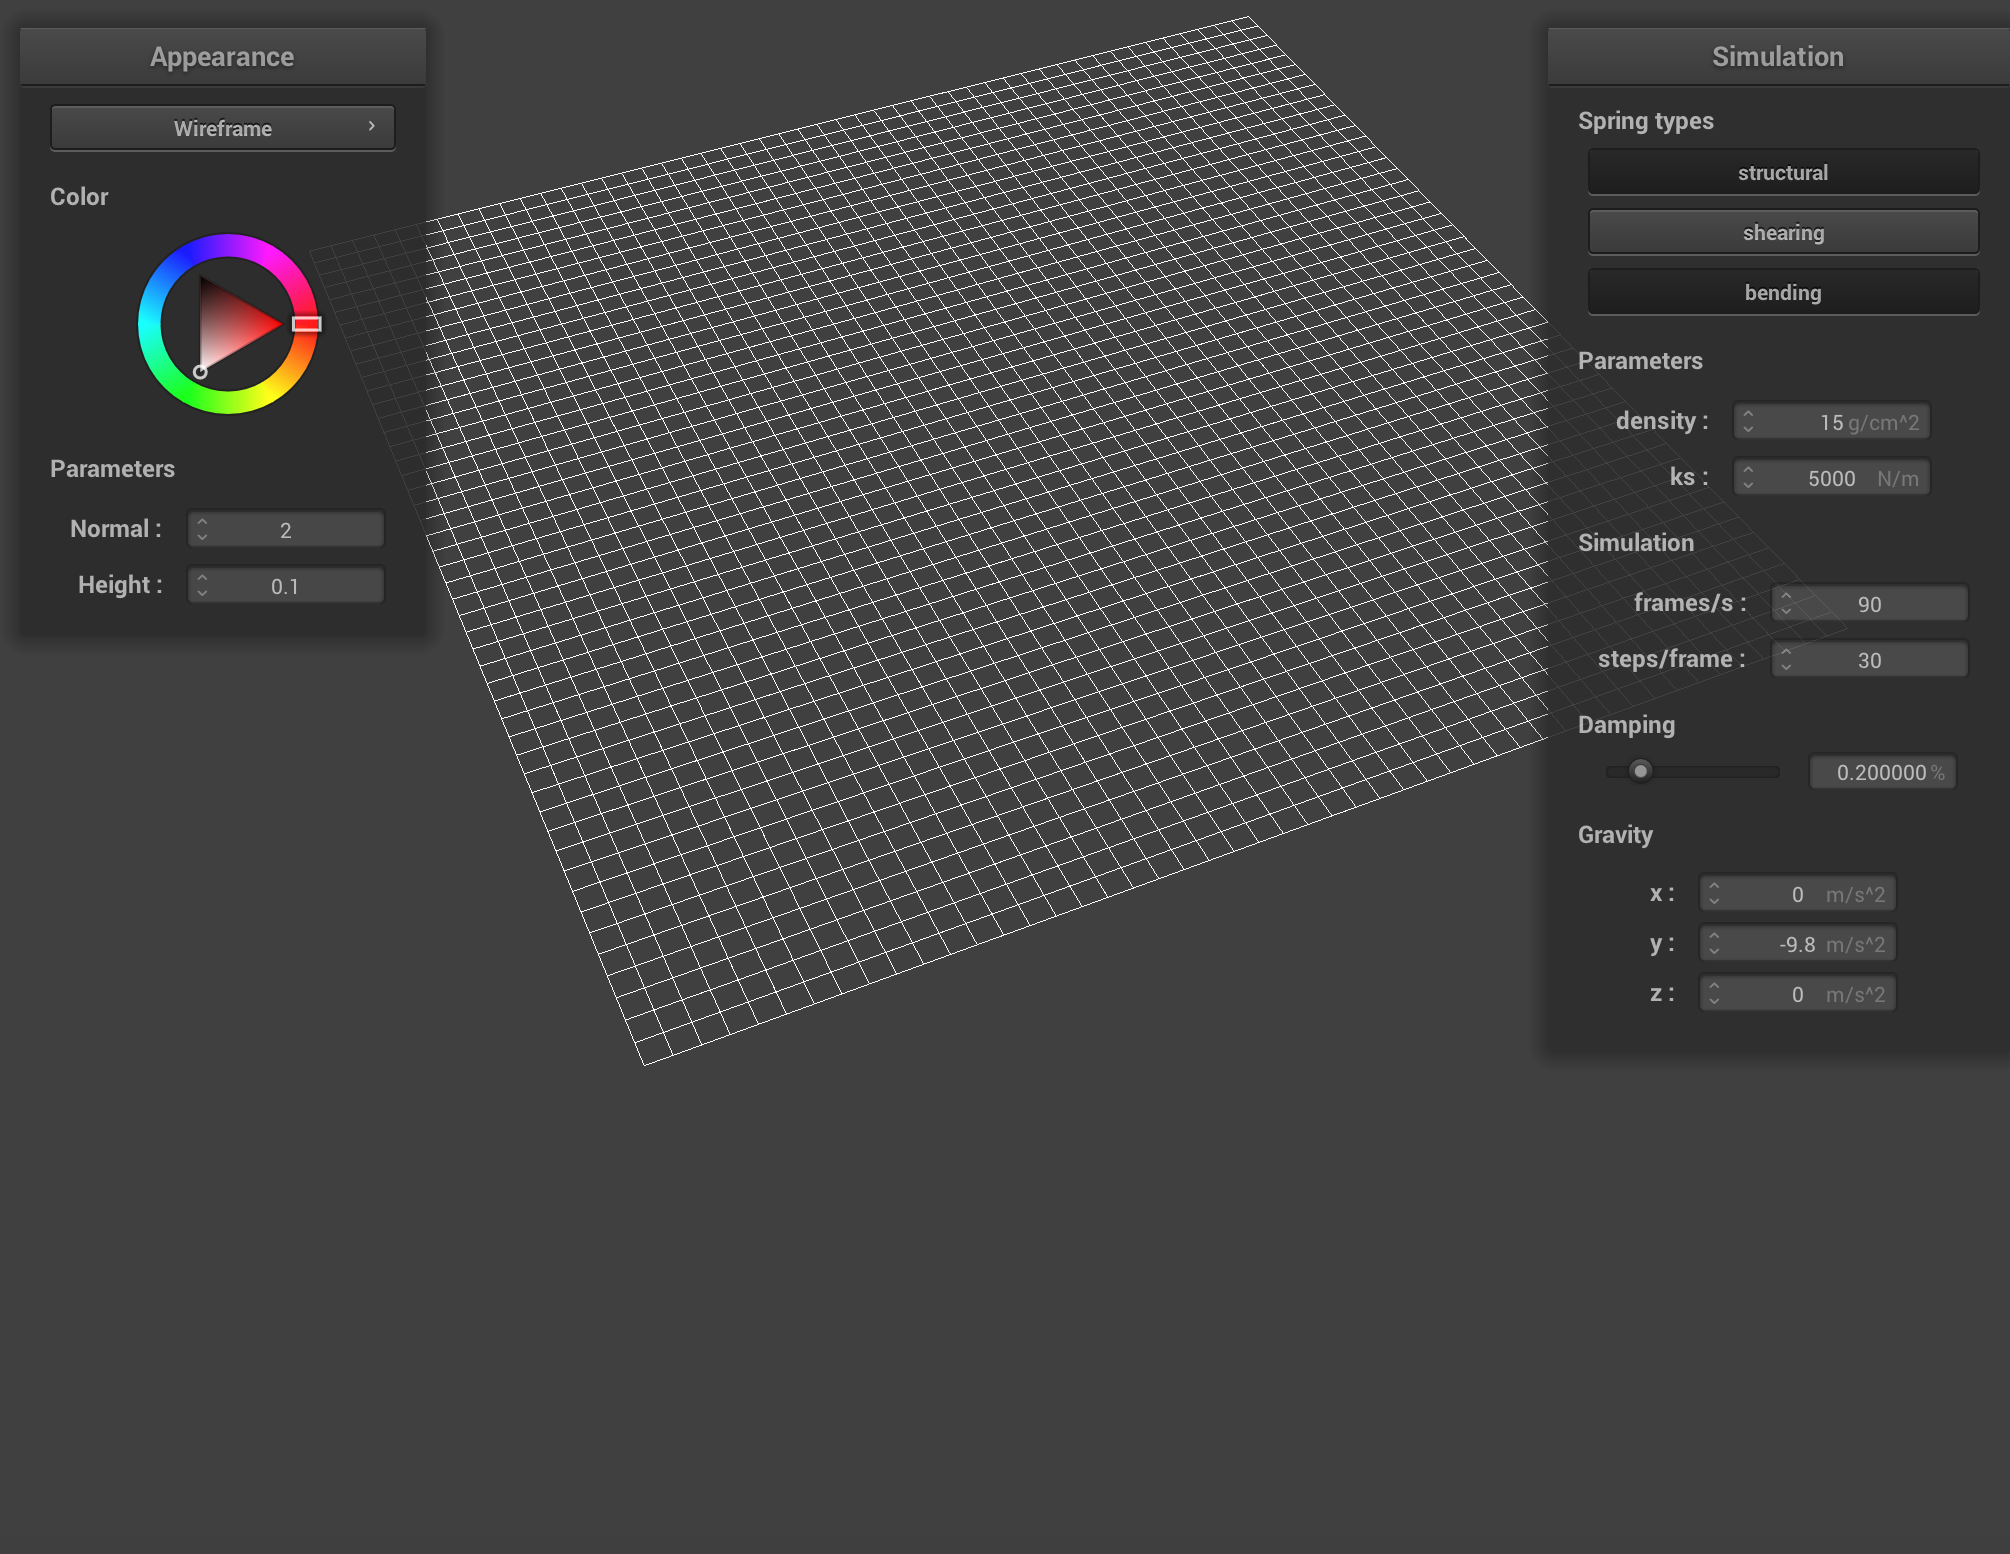 Appearance
Wireframe
Color
Parameters
Normal :
2
Height :
0.1
Simulation
Spring types
structural
shearing
bending
Parameters
density :
15 g/cm^2
ks :
5000 N/m
Simulation
frames/s :
90
steps/frame :
30
Damping
0.200000 %
Gravity
x :
0 m/s^2
y :
-9.8 m/s^2
z :
0 m/s^2